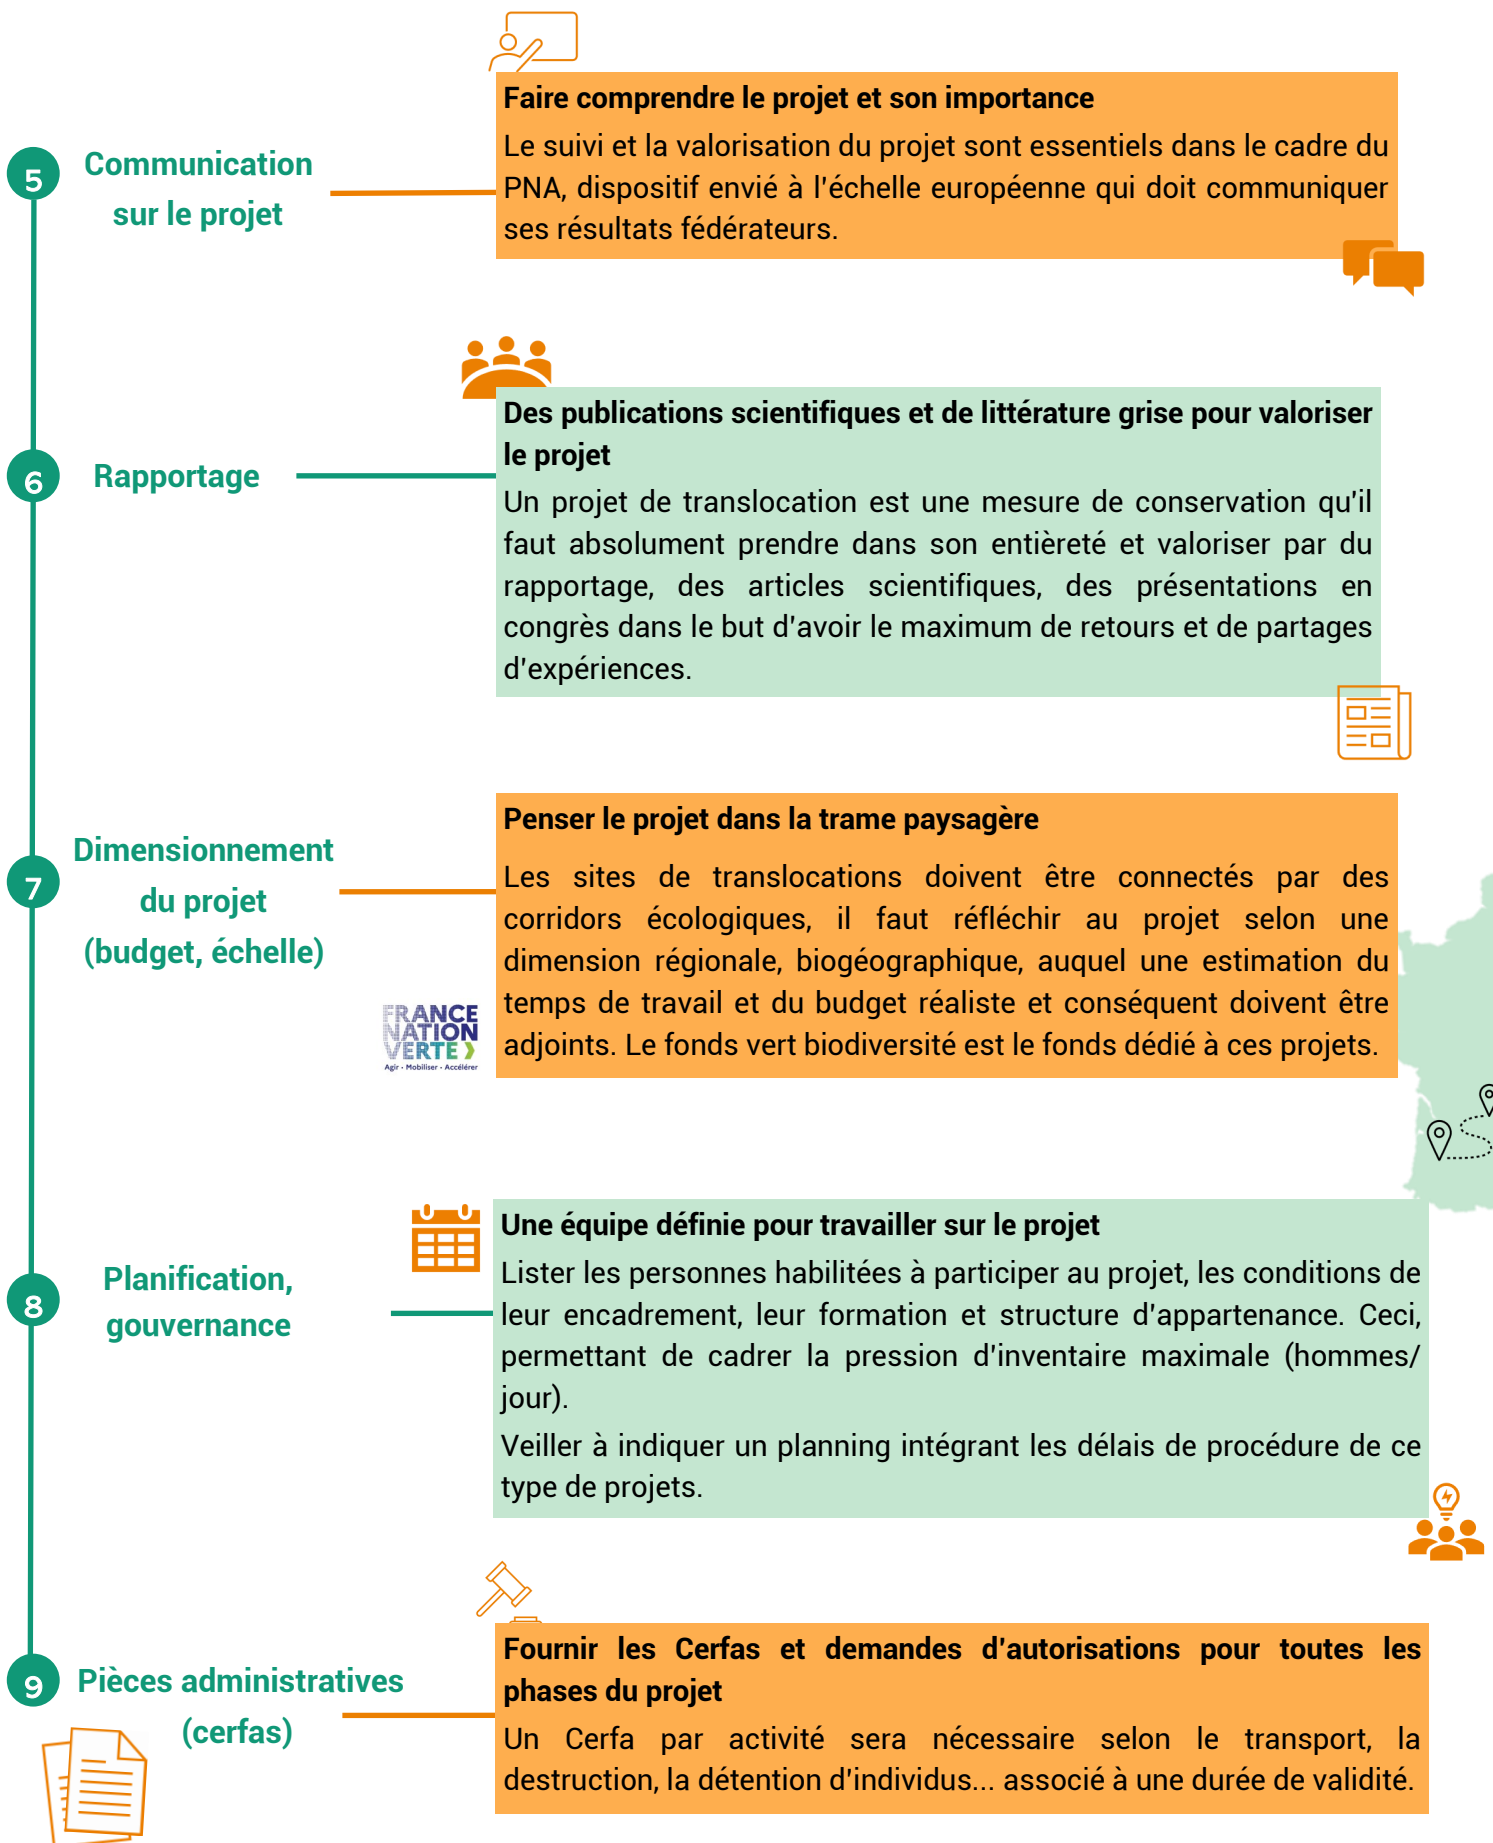 Faire comprendre le projet et son importance
5
Communication
sur le projet
Le suivi et la valorisation du projet sont essentiels dans le cadre du
PNA, dispositif envié à l'échelle européenne qui doit communiquer
ses résultats fédérateurs.
6
Rapportage
Des publications scientifiques et de littérature grise pour valoriser
le projet
Un projet de translocation est une mesure de conservation qu'il
faut absolument prendre dans son entièreté et valoriser par du
rapportage, des articles scientifiques, des présentations en
congrès dans le but d'avoir le maximum de retours et de partages
d'expériences.
7
Dimensionnement
du projet
(budget, échelle)
Penser le projet dans la trame paysagère
Les sites de translocations doivent être connectés par des
corridors écologiques, il faut réfléchir au projet selon une
dimension régionale, biogéographique, auquel une estimation du
temps de travail et du budget réaliste et conséquent doivent être
adjoints. Le fonds vert biodiversité est le fonds dédié à ces projets.
FRANCE
NATION
VERTE
Agir • Mobiliser • Accélérer
8
Planification,
gouvernance
Une équipe définie pour travailler sur le projet
Lister les personnes habilitées à participer au projet, les conditions de
leur encadrement, leur formation et structure d'appartenance. Ceci,
permettant de cadrer la pression d'inventaire maximale (hommes/
jour).
Veiller à indiquer un planning intégrant les délais de procédure de ce
type de projets.
9
Pièces administratives
(cerfas)
Fournir les Cerfas et demandes d'autorisations pour toutes les
phases du projet
Un Cerfa par activité sera nécessaire selon le transport, la
destruction, la détention d'individus... associé à une durée de validité.